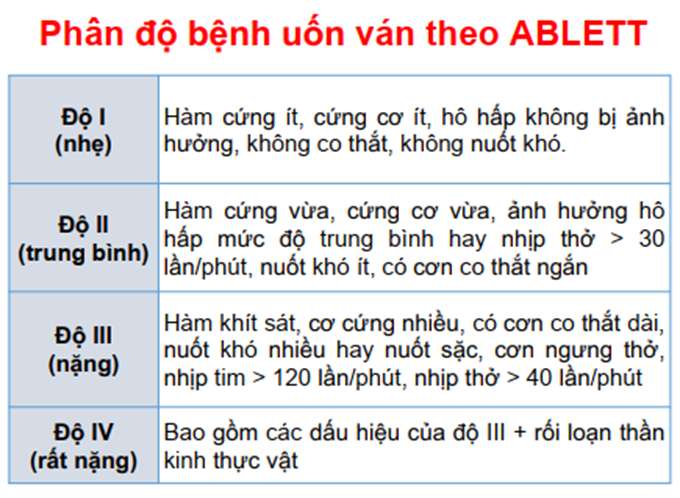 Phân độ bệnh uốn ván theo ABLETT
Độ I
(nhẹ)
Hàm cứng ít, cứng cơ ít, hô hấp không bị ảnh
hưởng, không co thắt, không nuốt khó.
Độ II
(trung bình)
Hàm cứng vừa, cứng cơ vừa, ảnh hưởng hô
hấp mức độ trung bình hay nhịp thở > 30
lần/phút, nuốt khó ít, có cơn co thắt ngắn
Độ III
(nặng)
Hàm khít sát, cơ cứng nhiều, có cơn co thắt dài,
nuốt khó nhiều hay nuốt sặc, cơn ngưng thở,
nhịp tim > 120 lần/phút, nhịp thở > 40 lần/phút
Độ IV
(rất nặng)
Bao gồm các dấu hiệu của độ III + rối loạn thần
kinh thực vật